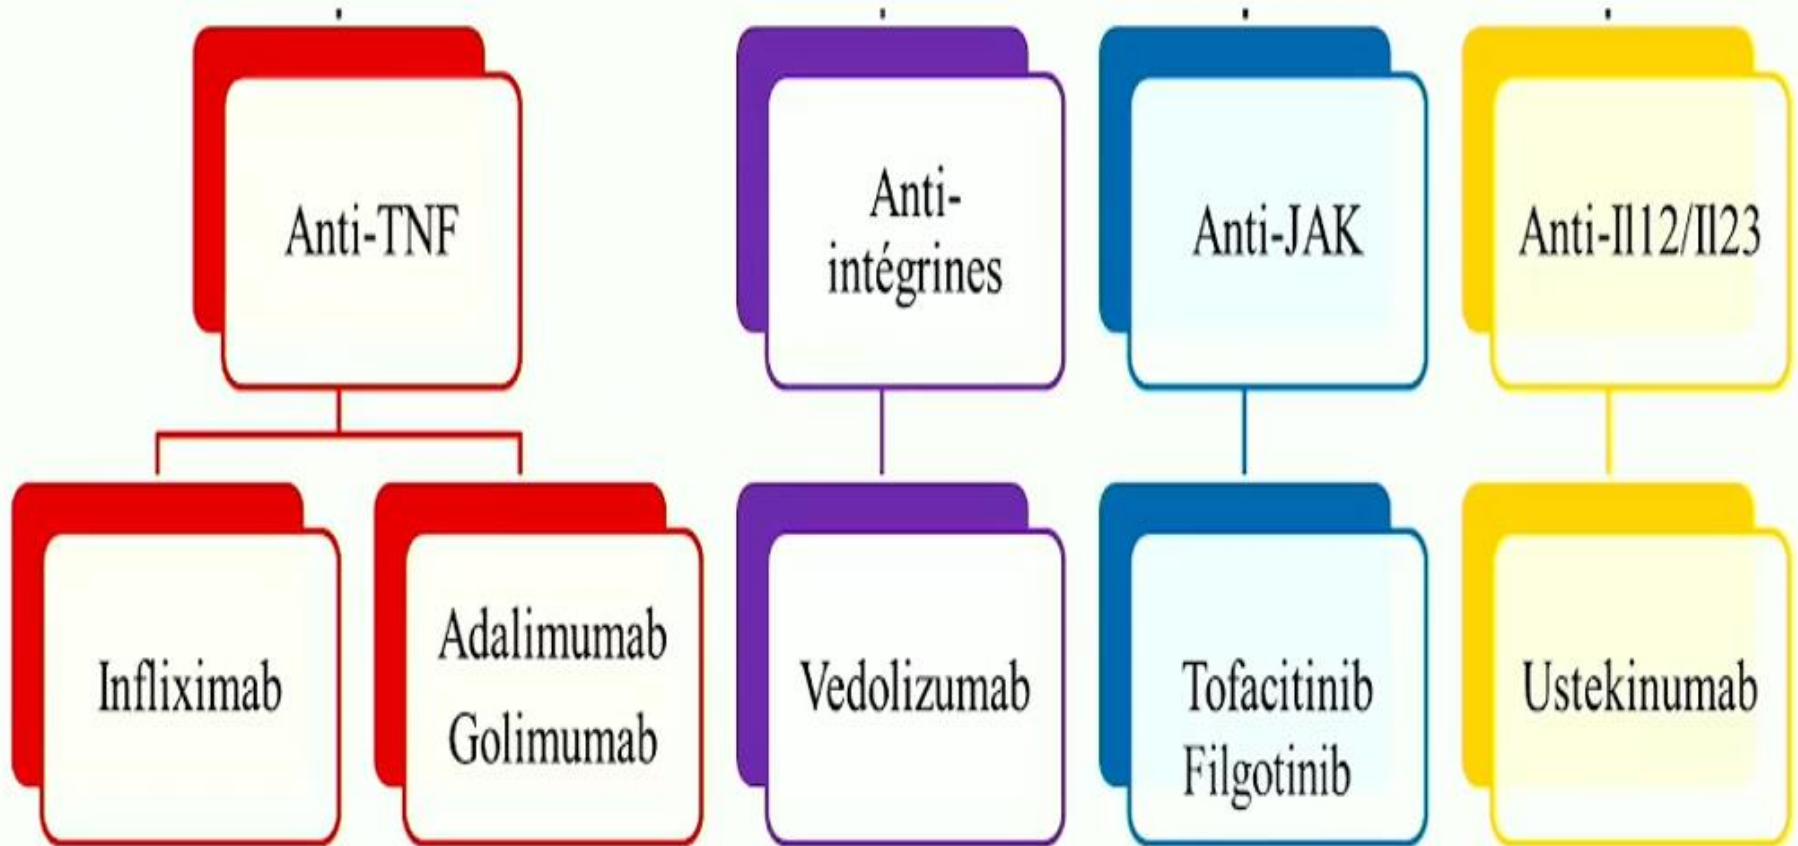 Anti-TNF
Anti-
intégrines
Anti-JAK
Anti-Il12/Il23
Infliximab
Adalimumab
Golimumab
Vedolizumab
Tofacitinib
Filgotinib
Ustekinumab